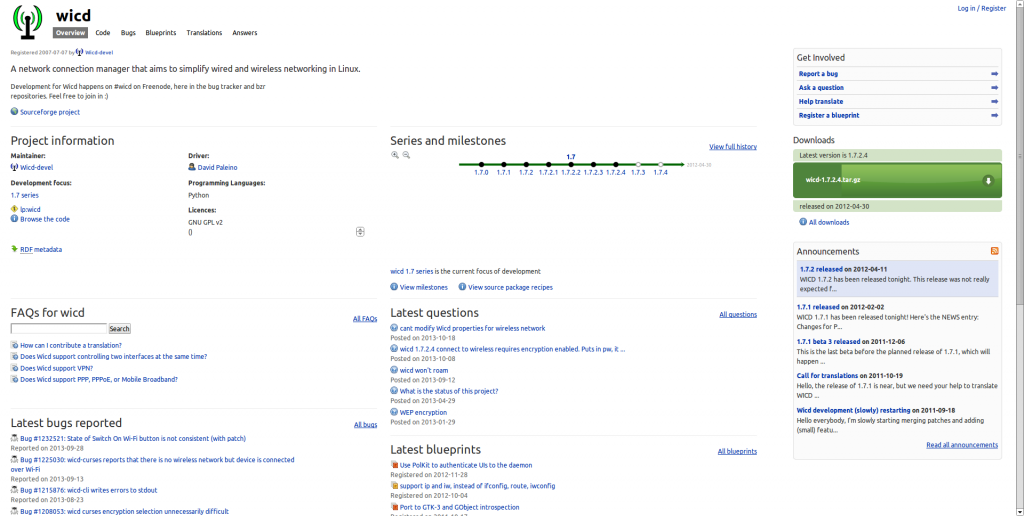 wicd
Log in / Register
Overview Code Bugs Blueprints Translations Answers
Registered 2007-07-07 by Wicd-devel
A network connection manager that aims to simplify wired and wireless networking in Linux.
Development for Wicd happens on #wicd on Freenode, here in the bug tracker and bzr
repositories. Feel free to join in :)
Sourceforge project
Project information
Maintainer:
Wicd-devel
Driver:
David Paleino
Development focus:
1.7 series
lp:wicd
Browse the code
Programming Languages:
Python
Licences:
GNU GPL v2
()
RDF metadata
Series and milestones
View full history
1.7
2012-04-30
1.7.0 1.7.1 1.7.2 1.7.2.1 1.7.2.2 1.7.2.3 1.7.2.4 1.7.3 1.7.4
wicd 1.7 series is the current focus of development
View milestones View source package recipes
FAQs for wicd
All FAQs
Search
How can I contribute a translation?
Does Wicd support controlling two interfaces at the same time?
Does Wicd support VPN?
Does Wicd support PPP, PPPoE, or Mobile Broadband?
Latest questions
All questions
cant modify Wicd properties for wireless network
Posted on 2013-10-18
wicd 1.7.2.4 connect to wireless requires encryption enabled. Puts in pw, it ...
Posted on 2013-10-08
wicd won't roam
Posted on 2013-09-12
What is the status of this project?
Posted on 2013-04-29
WEP encryption
Posted on 2013-01-29
Latest bugs reported
All bugs
Bug #1232521: State of Switch On Wi-Fi button is not consistent (with patch)
Reported on 2013-09-28
Bug #1225030: wicd-curses reports that there is no wireless network but device is connected
over Wi-Fi
Reported on 2013-09-13
Bug #1215876: wicd-cli writes errors to stdout
Reported on 2013-08-23
Bug #1208053: wicd curses encryption selection unnecessarily difficult
Latest blueprints
All blueprints
Use PolKit to authenticate UIs to the daemon
Registered on 2012-11-28
support ip and iw, instead of ifconfig, route, iwconfig
Registered on 2012-10-04
Port to GTK-3 and GObject introspection
Get Involved
Report a bug
Ask a question
Help translate
Register a blueprint
Downloads
Latest version is 1.7.2.4
wicd-1.7.2.4.tar.gz
released on 2012-04-30
All downloads
Announcements
1.7.2 released on 2012-04-11
WICD 1.7.2 has been released tonight. This release was not really
expected f...
1.7.1 released on 2012-02-02
WICD 1.7.1 has been released tonight! Here's the NEWS entry:
Changes for P...
1.7.1 beta 3 released on 2011-12-06
This is the last beta before the planned release of 1.7.1, which will
happen ...
Call for translations on 2011-10-19
Hello, the release of 1.7.1 is near, but we need your help to translate
WICD ...
Wicd development (slowly) restarting on 2011-09-18
Hello everybody, I'm slowly starting merging patches and adding
(small) featu...
Read all announcements